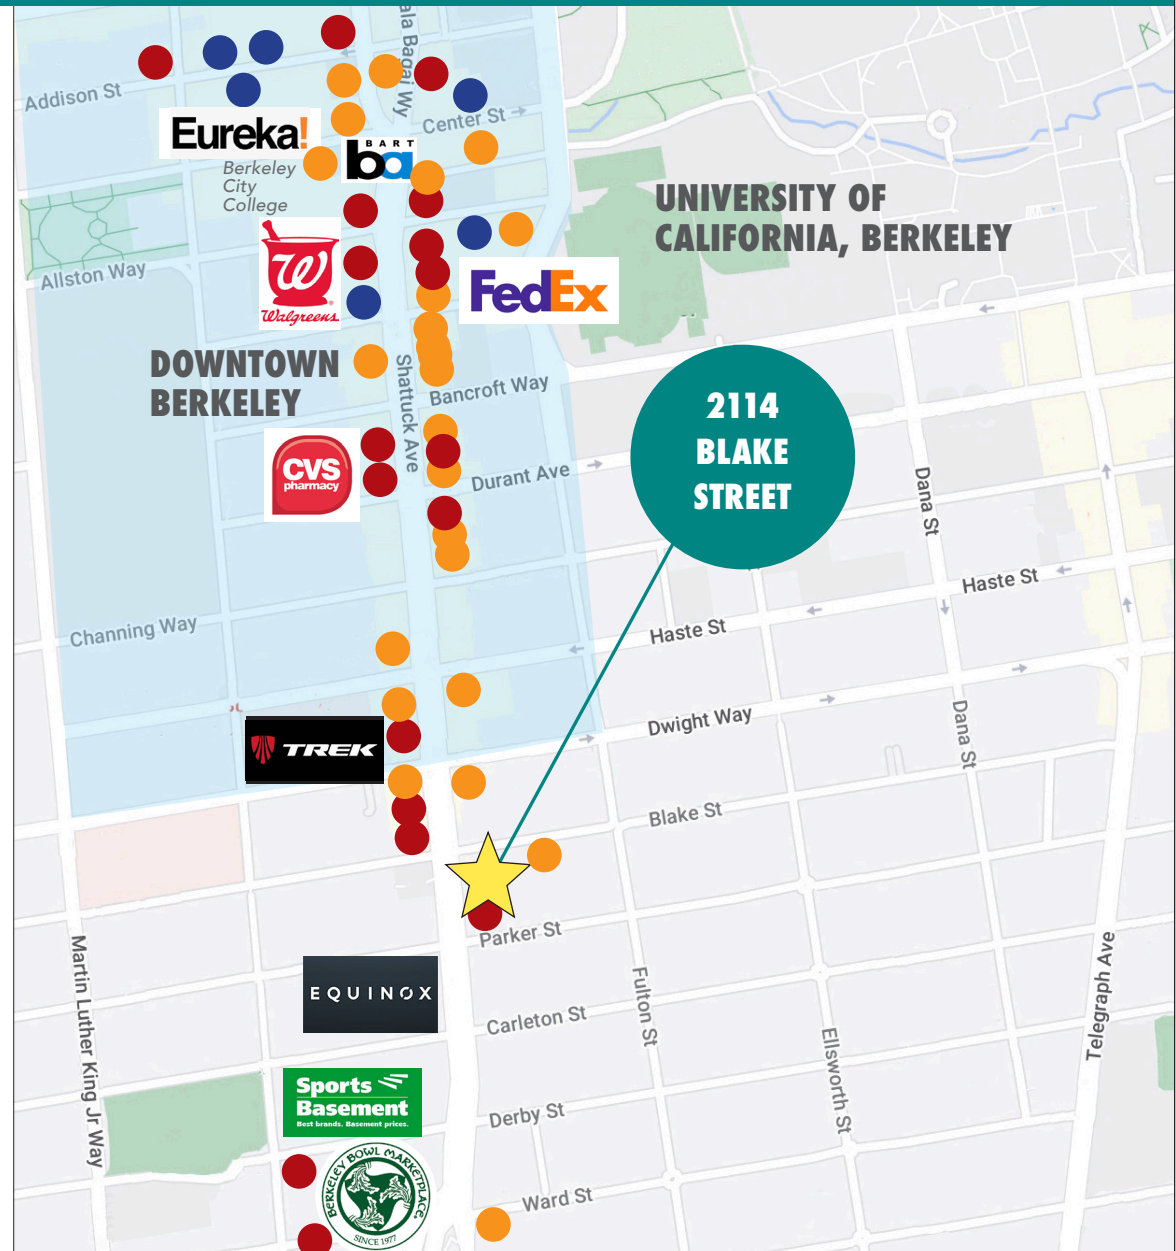 ala Bagai Wy
Addison St
Center St
Eureka!
BART
ba
Berkeley
City
College
UNIVERSITY OF
CALIFORNIA, BERKELEY
Allston Way
W
Walgreens
FedEx
DOWNTOWN
BERKELEY
Shattuck Ave
Bancroft Way
2114
BLAKE
STREET
CVS
pharmacy
Durant Ave
Dana St
Haste St
Channing Way
Haste St
Dwight Way
Dana St
TREK
Blake St
Parker St
Martin Luther King Jr Way
EQUINOX
Fulton St
Telegraph Ave
Carleton St
Ellsworth St
Sports
Basement
Best brands. Basement prices.
Derby St
BERKELEY BOWL MARKETPLACE
SINCE 1977
Ward St